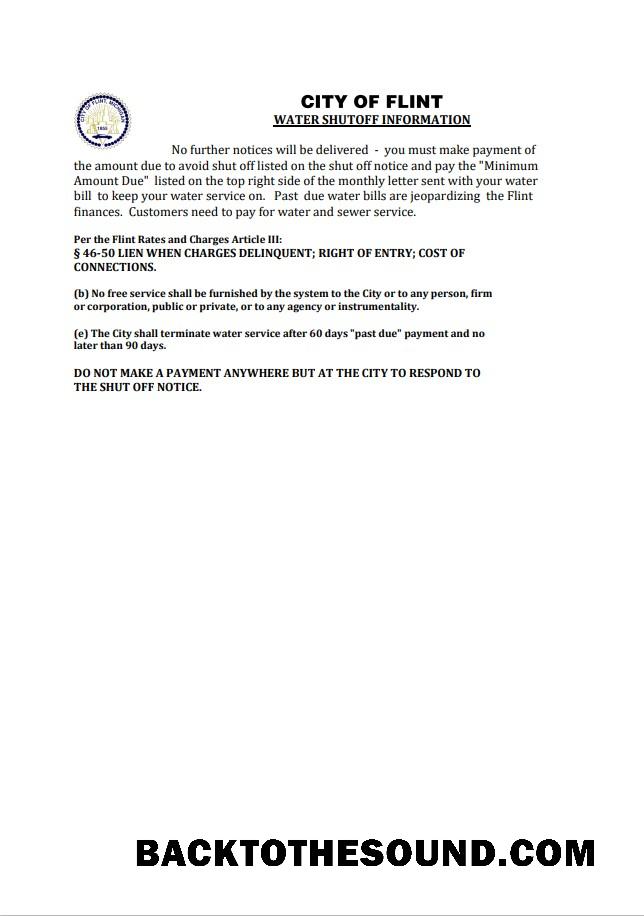 CITY OF FLINT, MICHIGAN
1855
CITY OF FLINT
WATER SHUTOFF INFORMATION
No further notices will be delivered - you must make payment of
the amount due to avoid shut off listed on the shut off notice and pay the "Minimum
Amount Due" listed on the top right side of the monthly letter sent with your water
bill to keep your water service on. Past due water bills are jeopardizing the Flint
finances. Customers need to pay for water and sewer service.
Per the Flint Rates and Charges Article III:
§ 46-50 LIEN WHEN CHARGES DELINQUENT; RIGHT OF ENTRY; COST OF
CONNECTIONS.
(b) No free service shall be furnished by the system to the City or to any person, firm
or corporation, public or private, or to any agency or instrumentality.
(e) The City shall terminate water service after 60 days "past due" payment and no
later than 90 days.
DO NOT MAKE A PAYMENT ANYWHERE BUT AT THE CITY TO RESPOND TO
THE SHUT OFF NOTICE.
BACKTOTHESOUND.COM